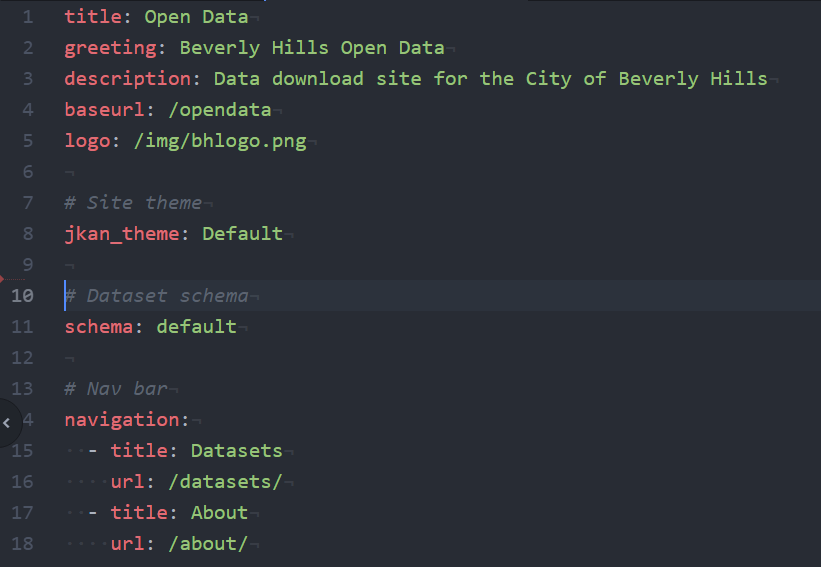 1 title: Open Data
2 greeting: Beverly Hills Open Data
3 description: Data download site for the City of Beverly Hills
4 baseurl: /opendata
5 logo: /img/bhlogo.png
6
7 # Site theme
8 jkan_theme: Default
9
10 # Dataset schema
11 schema: default
12
13 # Nav bar
4 navigation:
15   - title: Datasets
16     url: /datasets/
17   - title: About
18     url: /about/